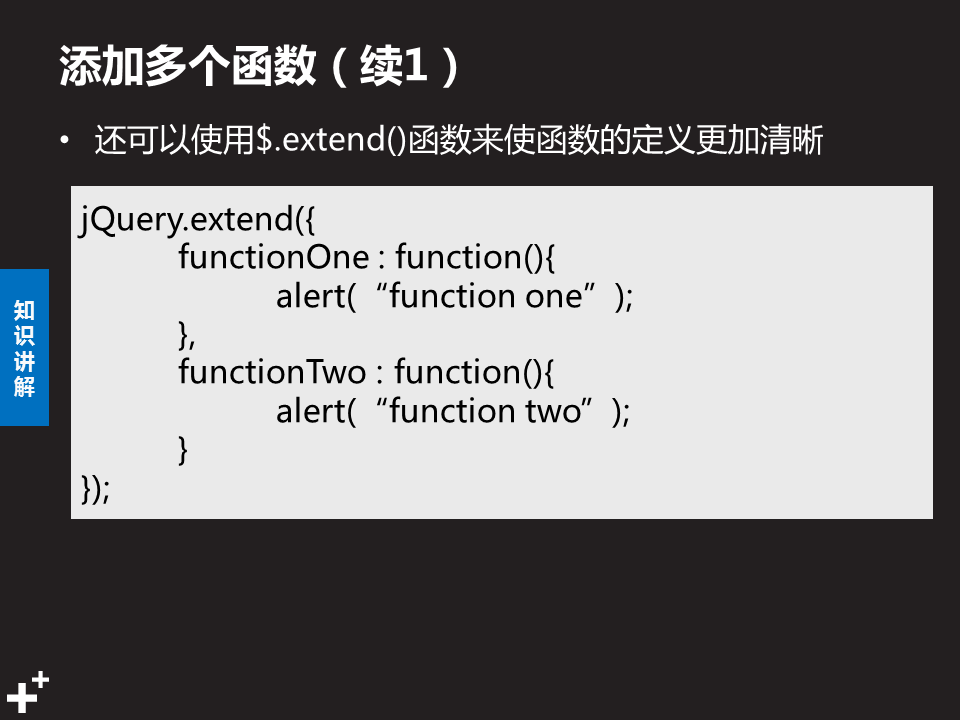 添加多个函数（续1）
• 还可以使用$.extend()函数来使函数的定义更加清晰
jQuery.extend({
functionOne : function(){
alert(“function one”);
},
functionTwo : function(){
alert(“function two”);
}
});
知
识
讲
解